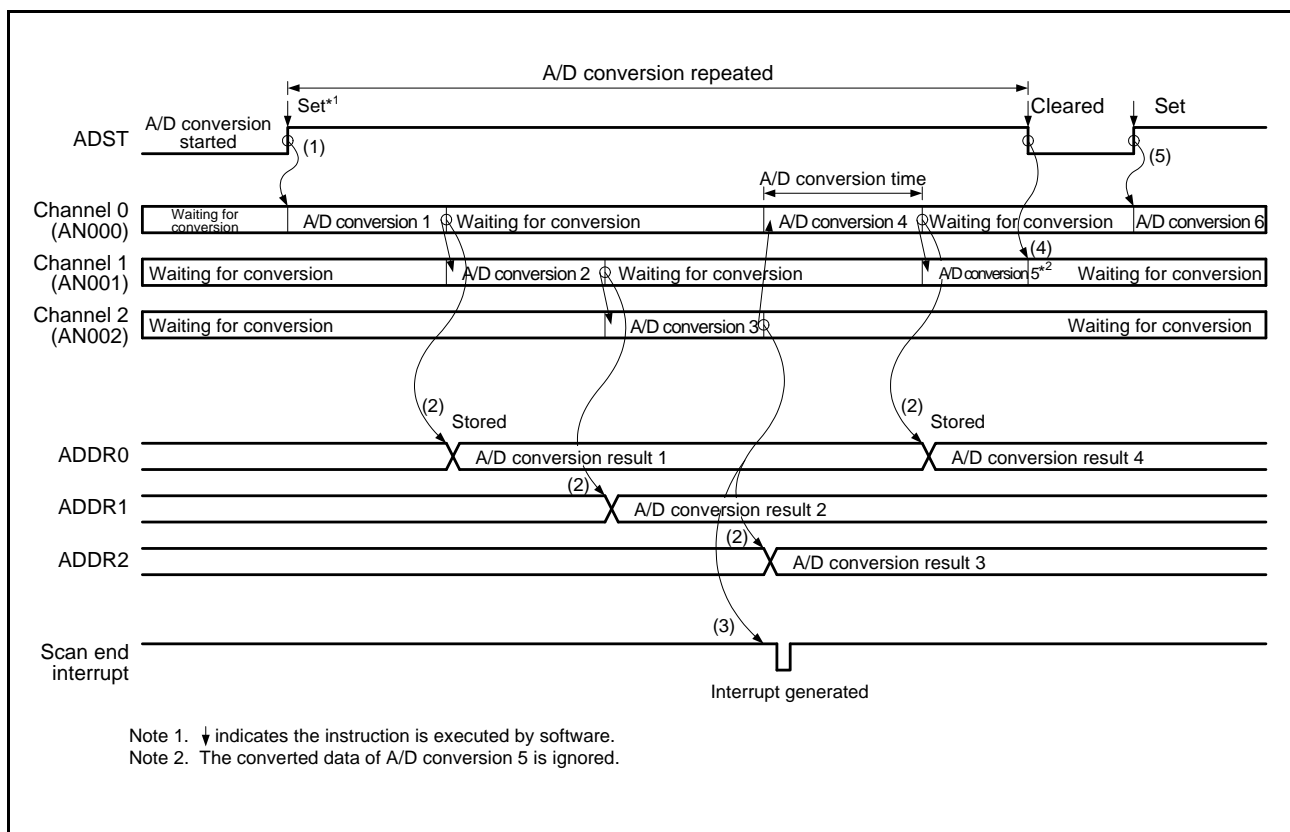 A/D conversion repeated
Set*1
Cleared
Set
ADST
A/D conversion
started
(1)
(5)
A/D conversion time
Channel 0
(AN000)
Waiting for
conversion
A/D conversion 1
Waiting for conversion
A/D conversion 4
Waiting for conversion
A/D conversion 6
(4)
Channel 1
(AN001)
Waiting for conversion
A/D conversion 2
Waiting for conversion
A/D conversion 5*2
Waiting for conversion
Channel 2
(AN002)
Waiting for conversion
A/D conversion 3
Waiting for conversion
(2)
Stored
(2)
Stored
ADDR0
A/D conversion result 1
A/D conversion result 4
(2)
ADDR1
A/D conversion result 2
(2)
ADDR2
A/D conversion result 3
(3)
Scan end
interrupt
Interrupt generated
Note 1. ↓ indicates the instruction is executed by software.
Note 2. The converted data of A/D conversion 5 is ignored.